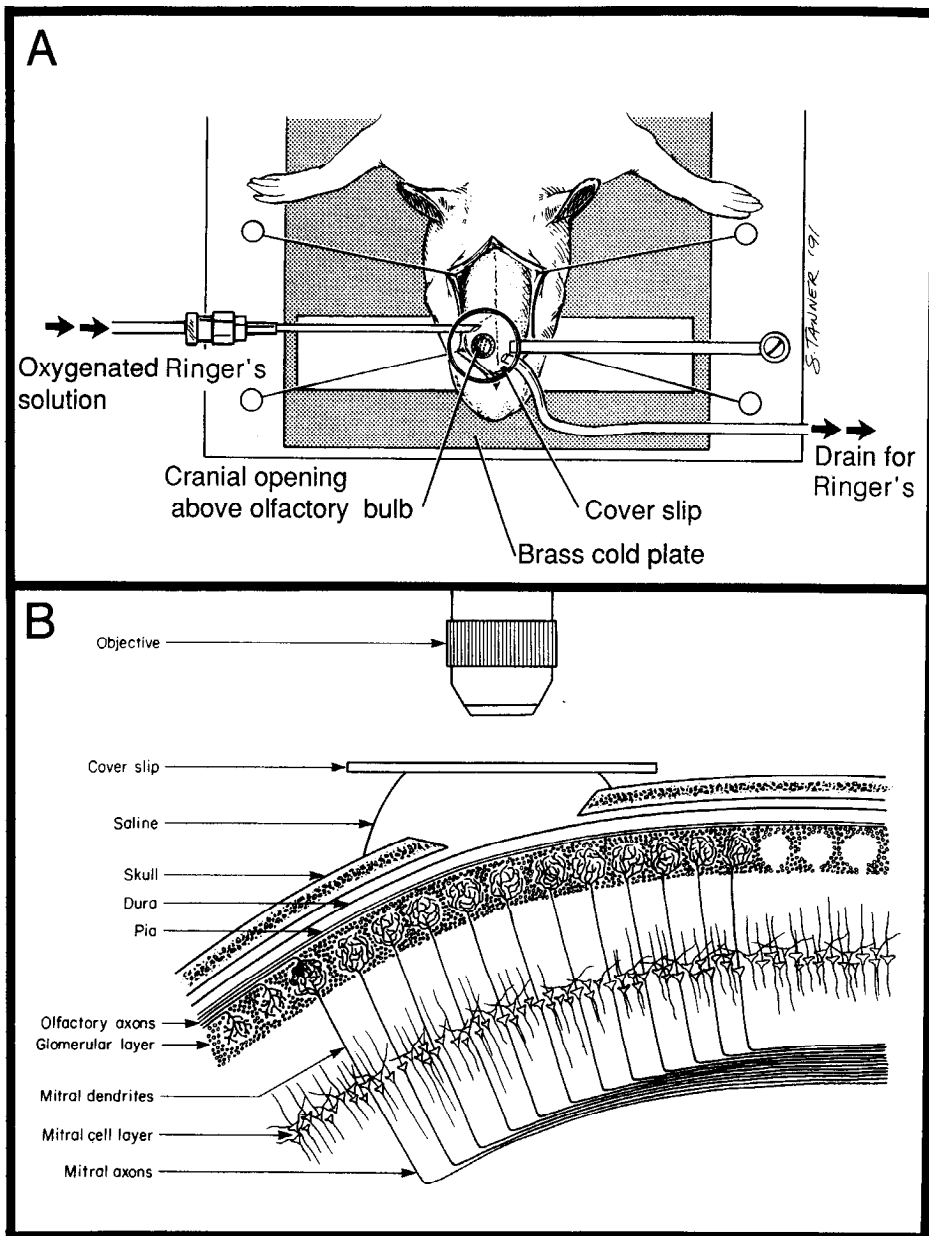 A
S. TANNER '91
Oxygenated Ringer's
solution
Cranial opening
above olfactory bulb
Cover slip
Brass cold plate
Drain for
Ringer's
B
Objective
Cover slip
Saline
Skull
Dura
Pia
Olfactory axons
Glomerular layer
Mitral dendrites
Mitral cell layer
Mitral axons